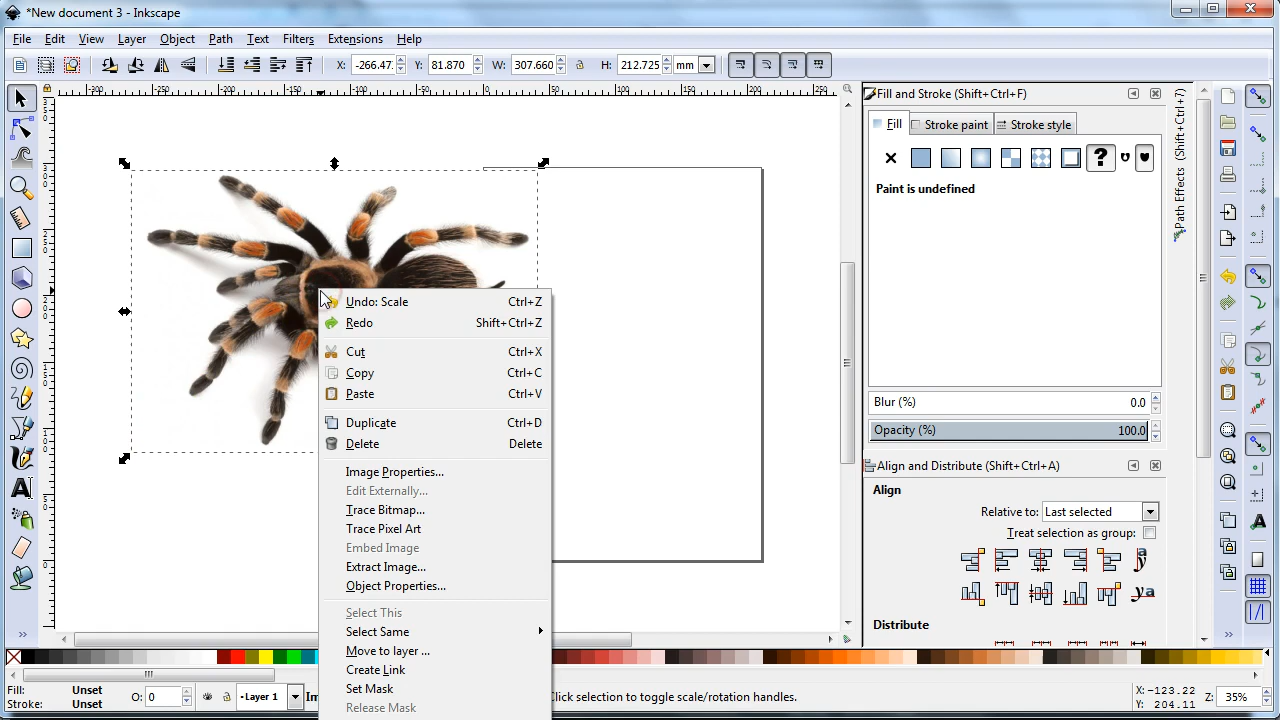 *New document 3 - Inkscape
File Edit View Layer Object Path Text Filters Extensions Help
X: -266.47 Y: 81.870 W: 307.660 H: 212.725 mm
Fill and Stroke (Shift+Ctrl+F)
Fill Stroke paint Stroke style
Paint is undefined
Blur (%) 0.0
Opacity (%) 100.0
Path Effects (Shift+Ctrl+7)
Align and Distribute (Shift+Ctrl+A)
Align
Relative to: Last selected
Treat selection as group:
Distribute
Undo: Scale Ctrl+Z
Redo Shift+Ctrl+Z
Cut Ctrl+X
Copy Ctrl+C
Paste Ctrl+V
Duplicate Ctrl+D
Delete Delete
Image Properties...
Edit Externally...
Trace Bitmap...
Trace Pixel Art
Embed Image
Extract Image...
Object Properties...
Select This
Select Same
Move to layer ...
Create Link
Set Mask
Release Mask
Fill: Unset
Stroke: Unset
O: 0
Layer 1
Click selection to toggle scale/rotation handles.
X: -123.22
Y: 204.11
Z: 35%